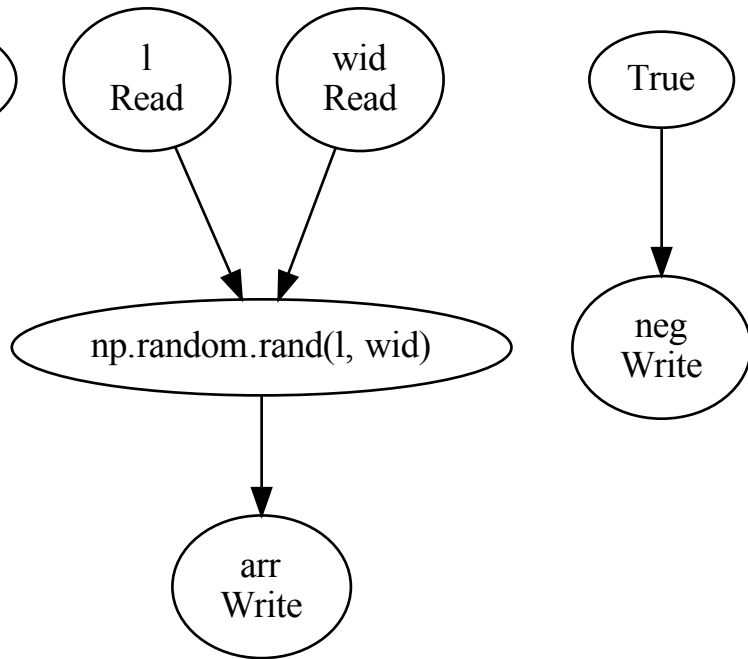 l
Read
wid
Read
True
np.random.rand(l, wid)
neg
Write
arr
Write